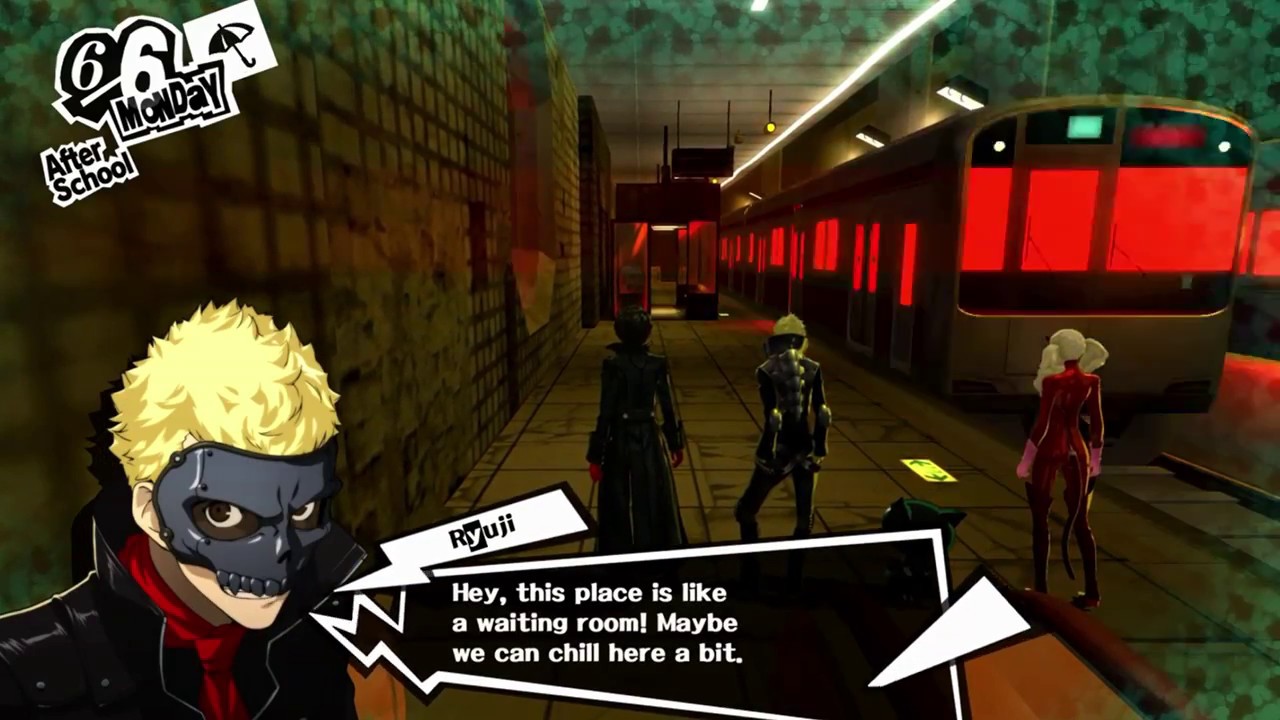 6/6
MonDay
After
School
Ryuji
Hey, this place is like
a waiting room! Maybe
we can chill here a bit.